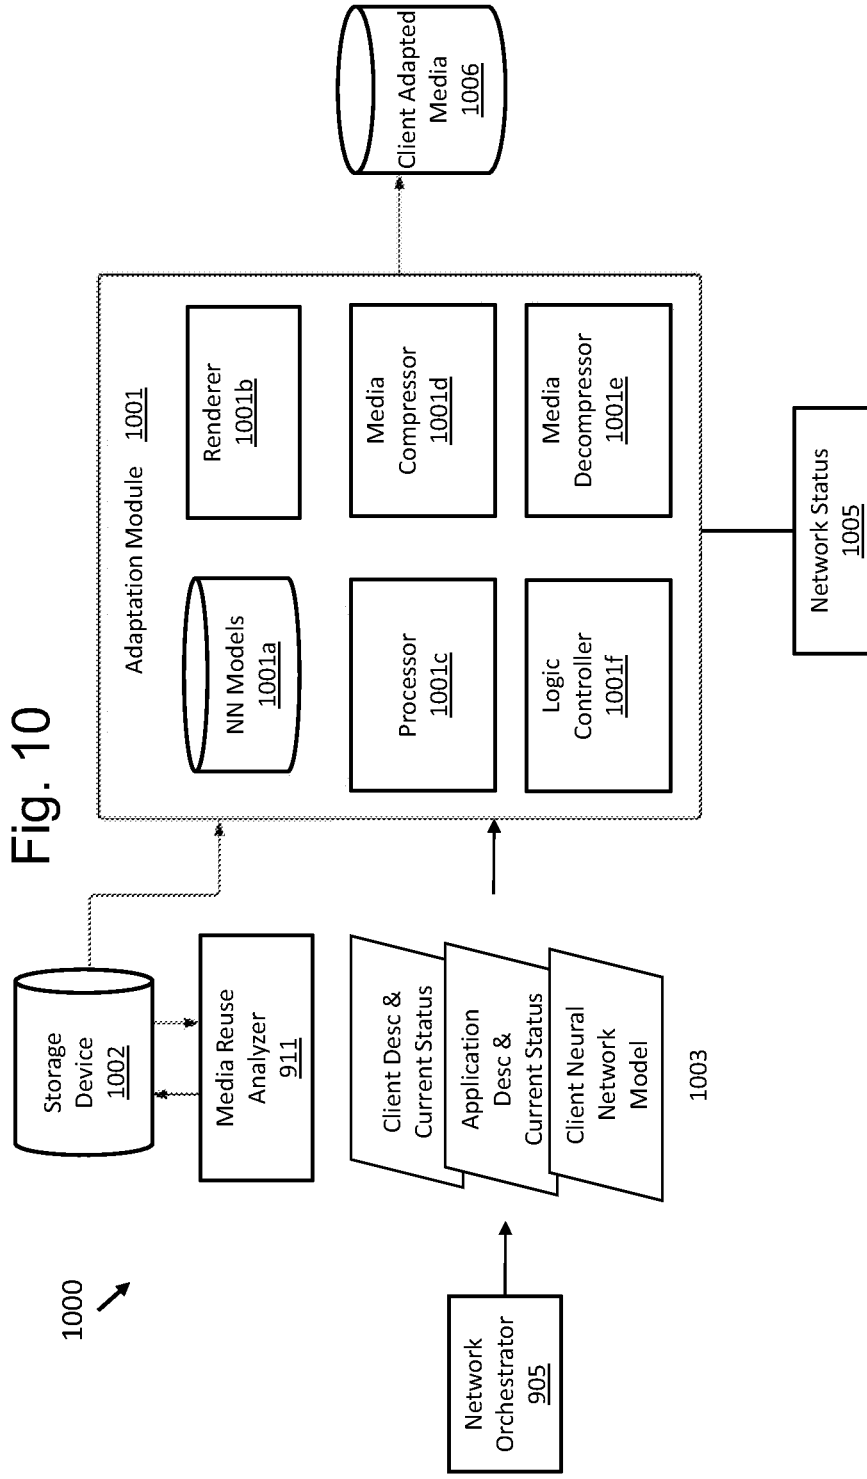 Fig. 10
1000
Storage
Device
1002
Media Reuse
Analyzer
911
Network
Orchestrator
905
Client Desc &
Current Status
Application
Desc &
Current Status
Client Neural
Network
Model
1003
Adaptation Module 1001
NN Models
1001a
Renderer
1001b
Processor
1001c
Media
Compressor
1001d
Logic
Controller
1001f
Media
Decompressor
1001e
Network Status
1005
Client Adapted
Media
1006